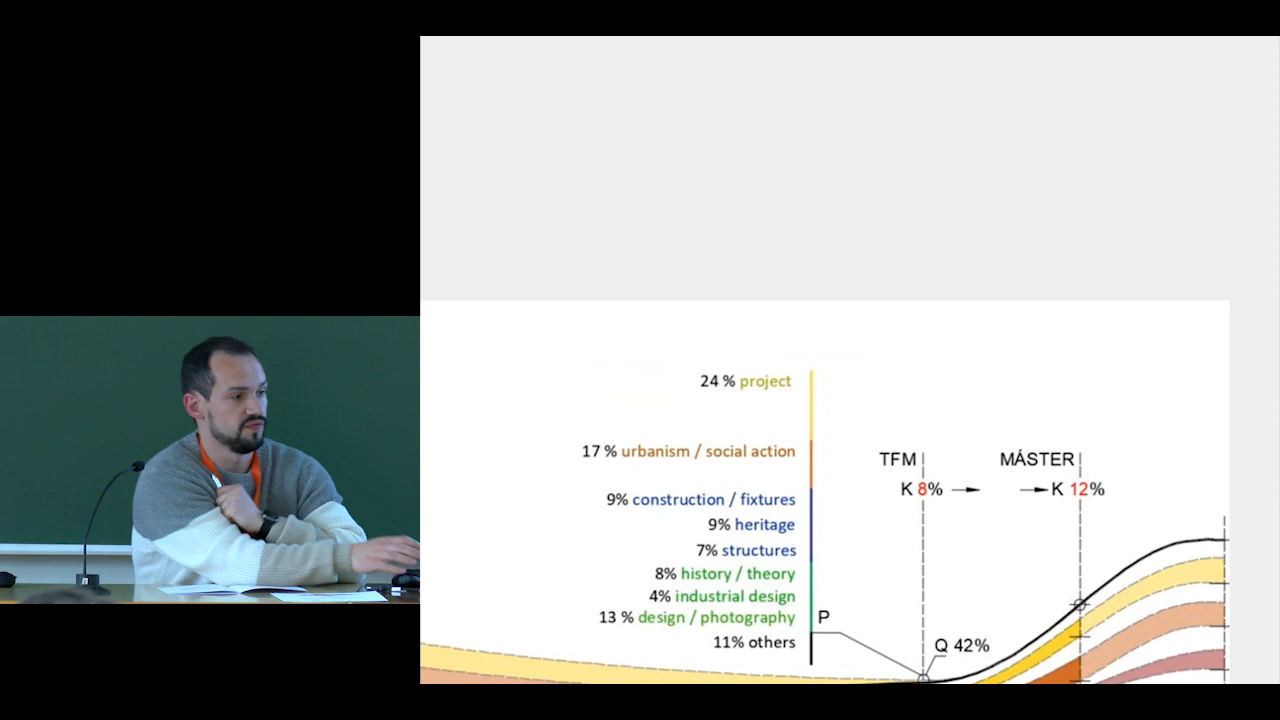 24 % project
17 % urbanism / social action
TFM
MÁSTER
K 8%
K 12%
9% construction / fixtures
9% heritage
7% structures
8% history / theory
4% industrial design
13 % design / photography
P
11% others
Q 42%